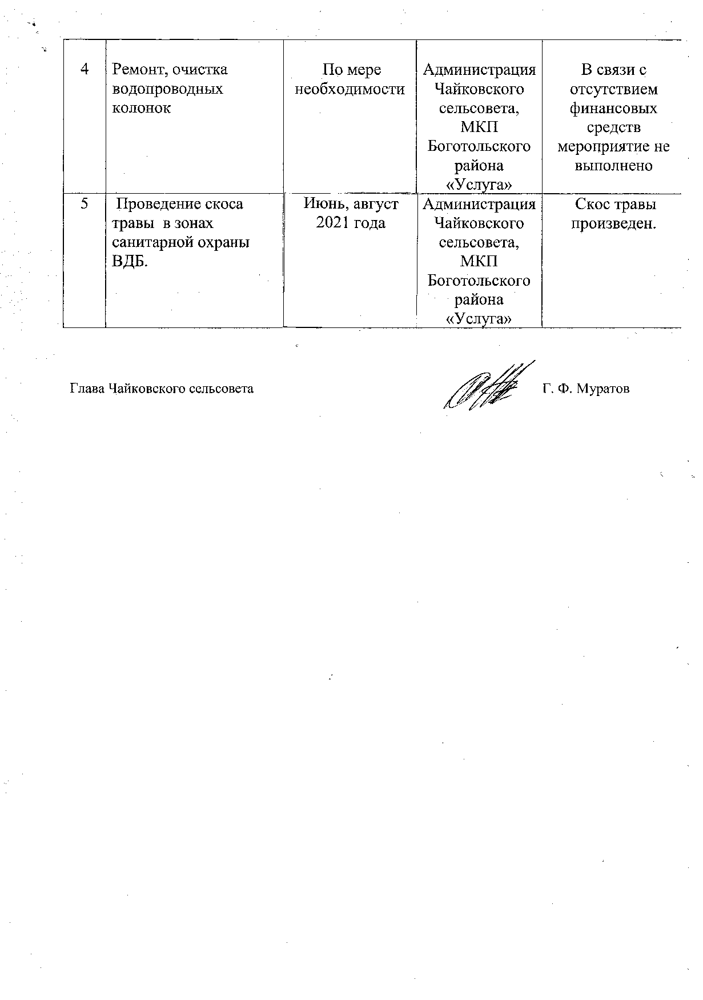 4
Ремонт, очистка
водопроводных
колонок
По мере
необходимости
Администрация
Чайковского
сельсовета,
МКП
Боготольского
района
«Услуга»
В связи с
отсутствием
финансовых
средств
мероприятие не
выполнено
5
Проведение скоса
травы в зонах
санитарной охраны
ВДБ.
Июнь, август
2021 года
Администрация
Чайковского
сельсовета,
МКП
Боготольского
района
«Услуга»
Скос травы
произведен.
Глава Чайковского сельсовета
Г. Ф. Муратов